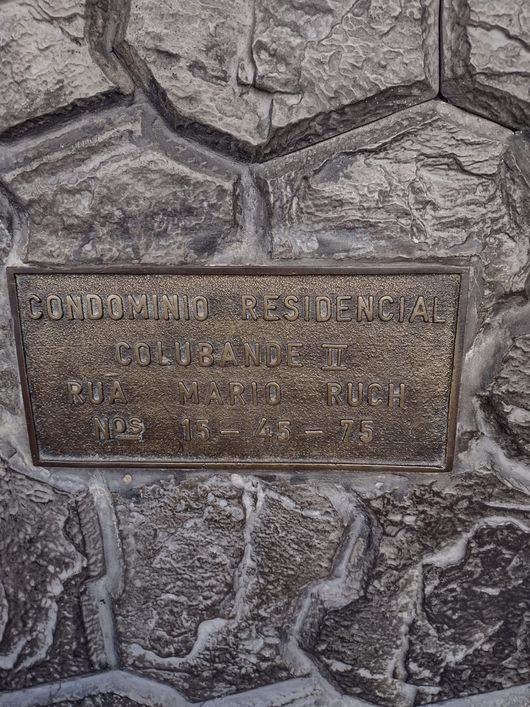 CONDOMINIO RESIDENCIAL
COLUBANDE II
RUA MARIO RUCH
Nos 15-45-75